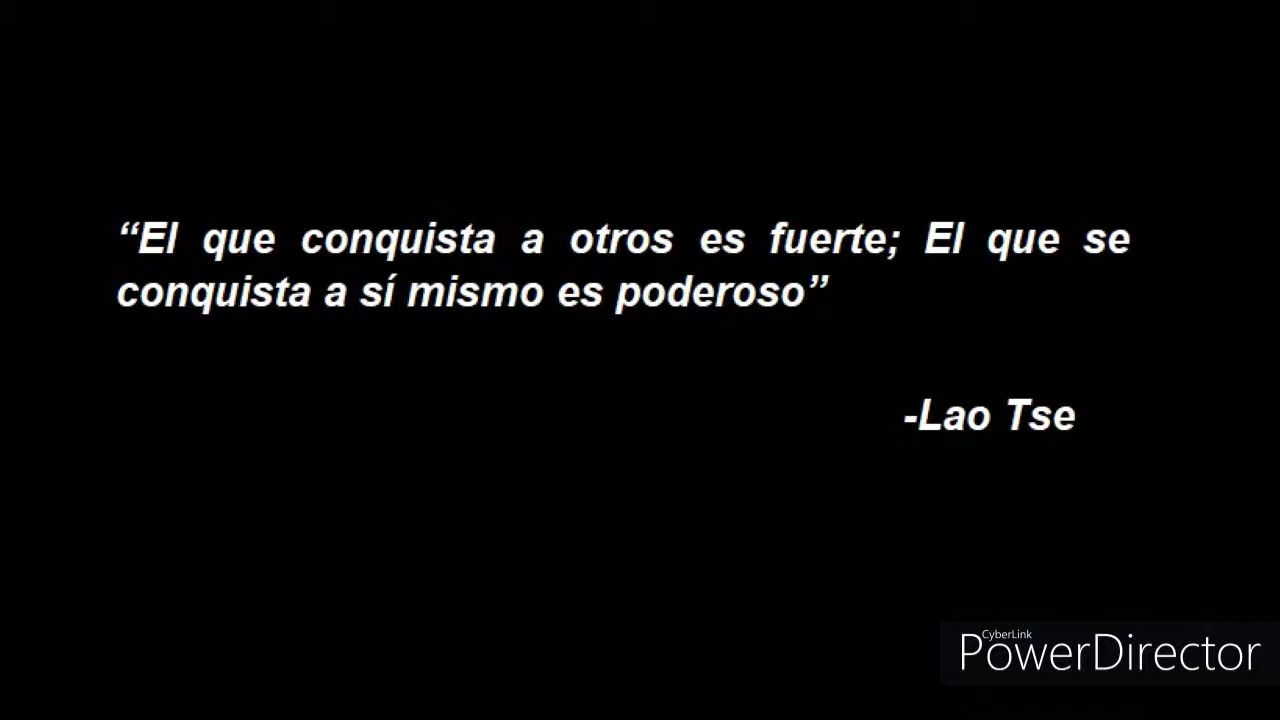 “El que conquista a otros es fuerte; El que se
conquista a sí mismo es poderoso”
-Lao Tse
CyberLink
PowerDirector